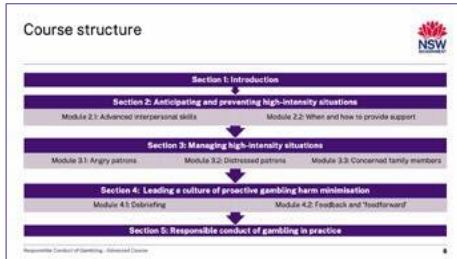 Course structure
NSW
GOVERNMENT
Section 1: Introduction
Section 2: Anticipating and preventing high-intensity situations
Module 2.1: Advanced interpersonal skills
Module 2.2: When and how to provide support
Section 3: Managing high-intensity situations
Module 3.1: Angry patrons
Module 3.2: Distressed patrons
Module 3.3: Concerned family members
Section 4: Leading a culture of proactive gambling harm minimisation
Module 4.1: Debriefing
Module 4.2: Feedback and 'feedforward'
Section 5: Responsible conduct of gambling in practice
Responsible Conduct of Gambling - Advanced Course